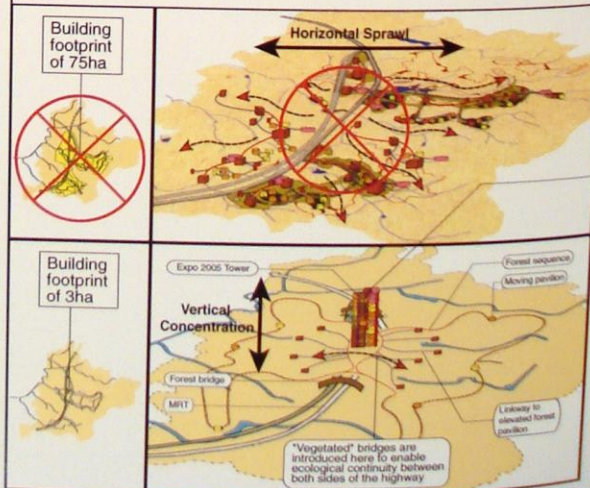 Building
footprint
of 75ha
Horizontal Sprawl
Building
footprint
of 3ha
Expo 2005 Tower
Forest sequence
Moving pavilion
Vertical
Concentration
Forest bridge
MRT
Linkway to
elevated forest
pavilion
"Vegetated" bridges are
introduced here to enable
ecological continuity between
both sides of the highway